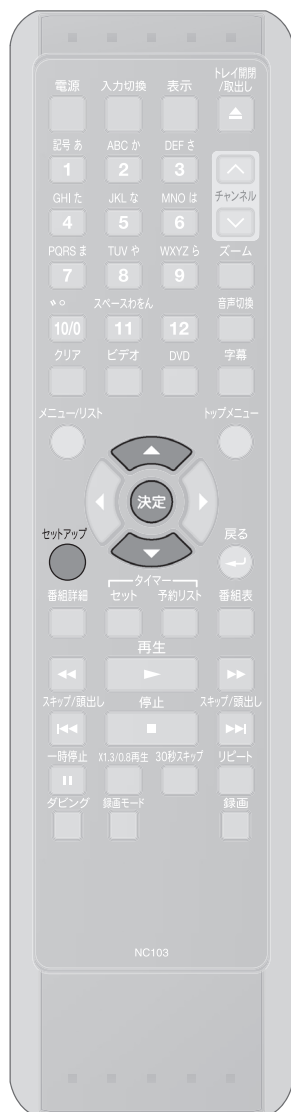 トレイ開閉
電源 入力切換 表示 /取出し
記号 あ ABC か DEF さ
1 2 3
GHI た JKL な MNO は チャンネル
4 5 6
PQRS ま TUV や WXYZ ら ズーム
7 8 9
゛゜ スペースわをん 音声切換
10/0 11 12
クリア ビデオ DVD 字幕
メニュー/リスト トップメニュー
決定
セットアップ 戻る
タイマー
番組詳細 セット 予約リスト 番組表
再生
スキップ/頭出し 停止 スキップ/頭出し
一時停止 X1.3/0.8再生 30秒スキップ リピート
ダビング 録画モード 録画
NC103